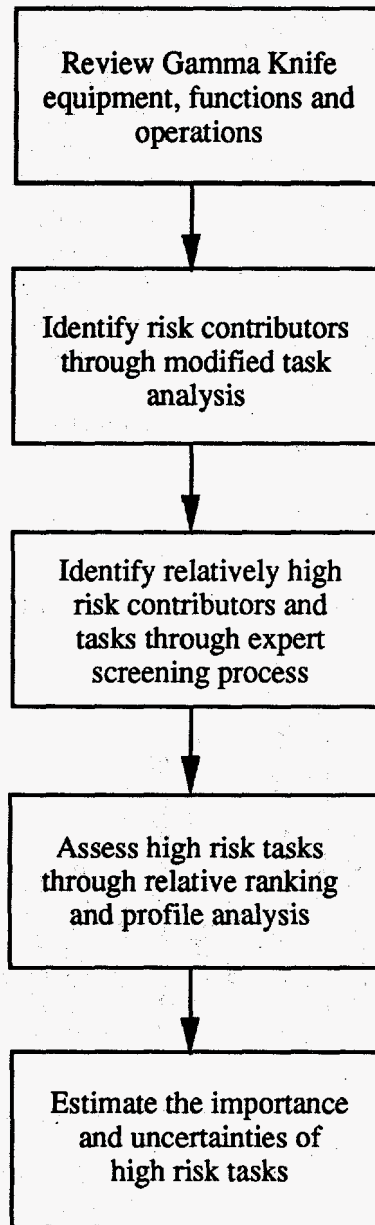 Review Gamma Knife
equipment, functions and
operations
Identify risk contributors
through modified task
analysis
Identify relatively high
risk contributors and
tasks through expert
screening process
Assess high risk tasks
through relative ranking
and profile analysis
Estimate the importance
and uncertainties of
high risk tasks